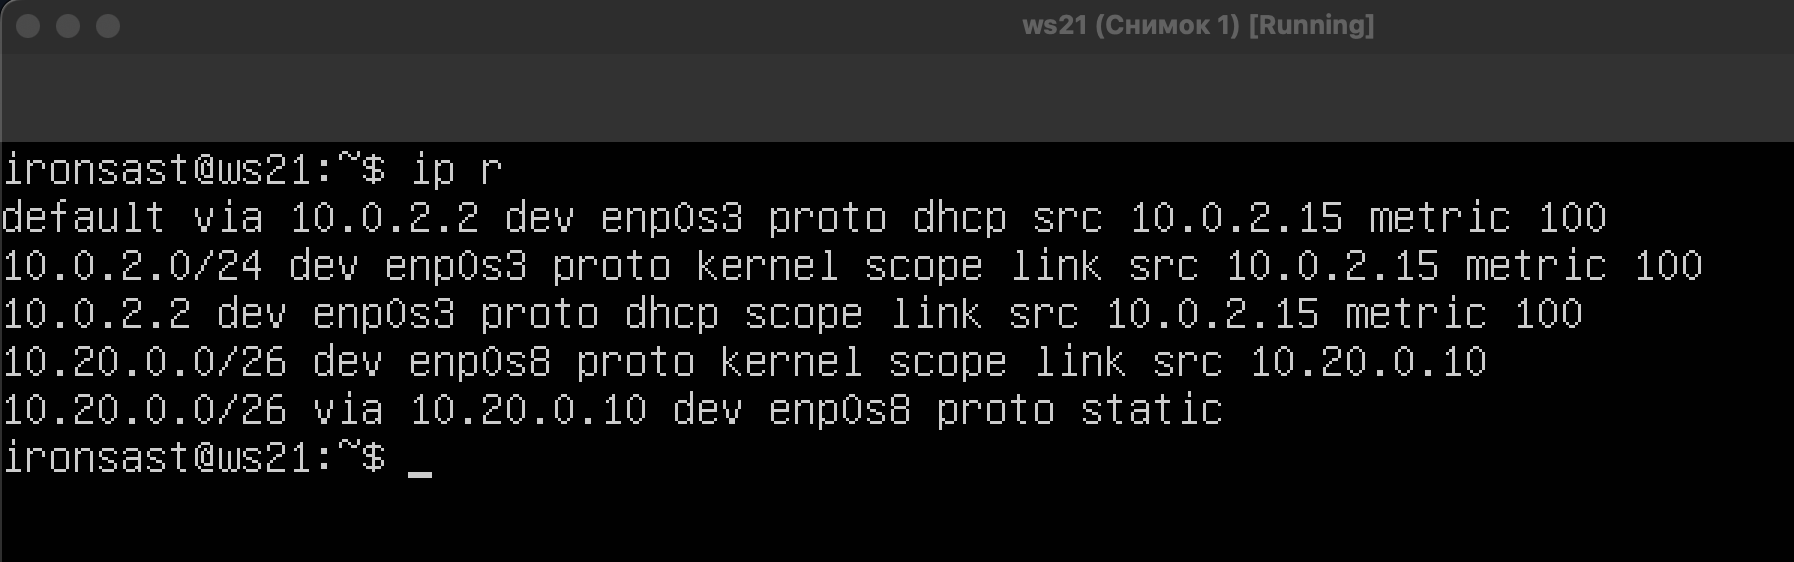 ws21 (Снимок 1) [Running]
ironsast@ws21:~$ ip r
default via 10.0.2.2 dev enp0s3 proto dhcp src 10.0.2.15 metric 100
10.0.2.0/24 dev enp0s3 proto kernel scope link src 10.0.2.15 metric 100
10.0.2.2 dev enp0s3 proto dhcp scope link src 10.0.2.15 metric 100
10.20.0.0/26 dev enp0s8 proto kernel scope link src 10.20.0.10
10.20.0.0/26 via 10.20.0.10 dev enp0s8 proto static
ironsast@ws21:~$ _